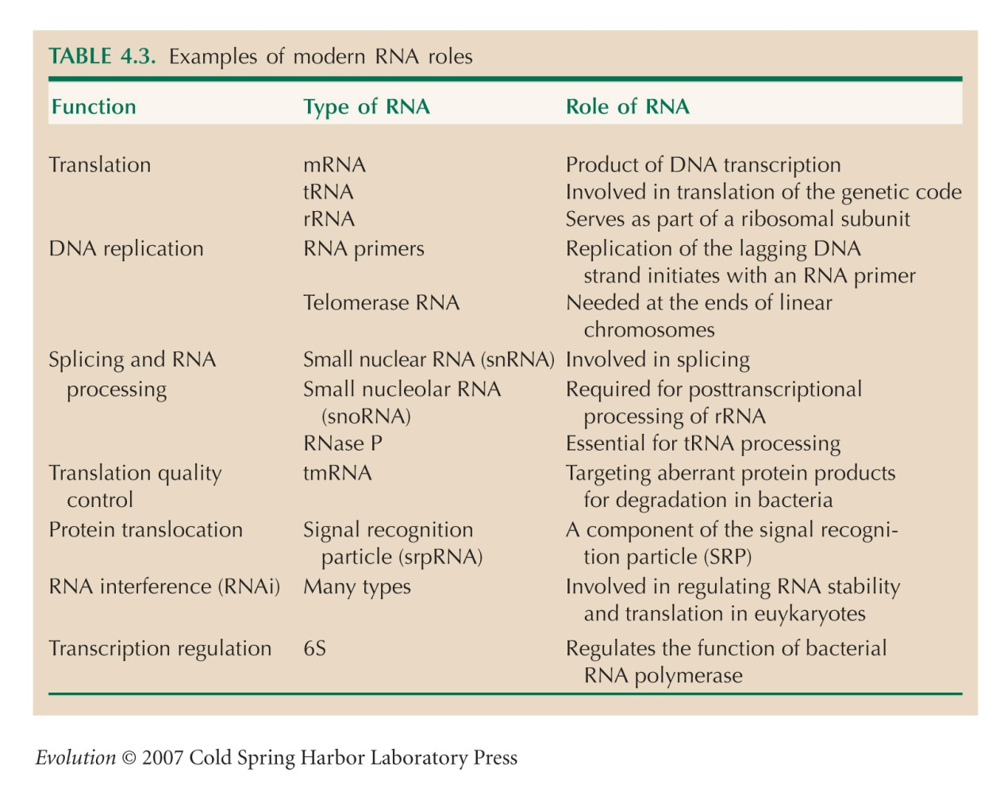 TABLE 4.3. Examples of modern RNA roles
Function Type of RNA Role of RNA
Translation mRNA Product of DNA transcription
tRNA Involved in translation of the genetic code
rRNA Serves as part of a ribosomal subunit
DNA replication RNA primers Replication of the lagging DNA
strand initiates with an RNA primer
Telomerase RNA Needed at the ends of linear
chromosomes
Splicing and RNA Small nuclear RNA (snRNA) Involved in splicing
processing Small nucleolar RNA Required for posttranscriptional
(snoRNA) processing of rRNA
RNase P Essential for tRNA processing
Translation quality tmRNA Targeting aberrant protein products
control for degradation in bacteria
Protein translocation Signal recognition A component of the signal recogni-
particle (srpRNA) tion particle (SRP)
RNA interference (RNAi) Many types Involved in regulating RNA stability
and translation in euykaryotes
Transcription regulation 6S Regulates the function of bacterial
RNA polymerase
Evolution © 2007 Cold Spring Harbor Laboratory Press